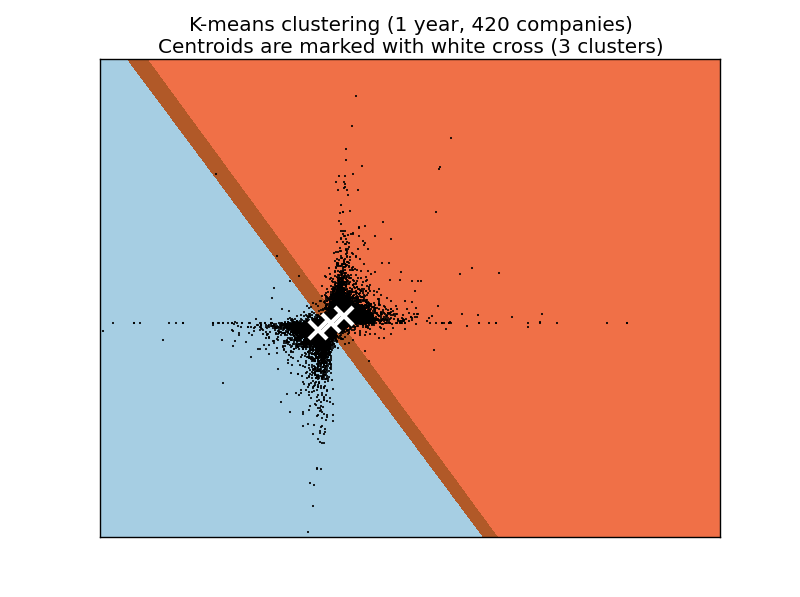 K-means clustering (1 year, 420 companies)
Centroids are marked with white cross (3 clusters)